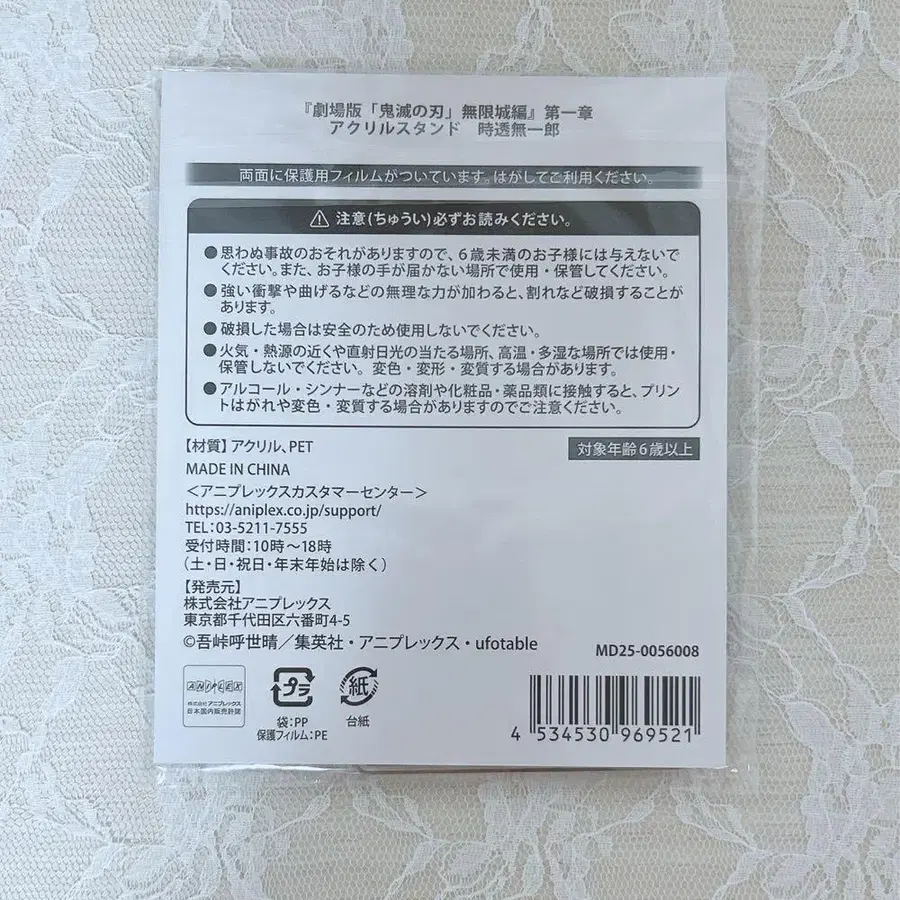 『劇場版「鬼滅の刃」無限城編』第一章
アクリルスタンド 時透無一郎
両面に保護用フィルムがついています。はがしてご利用ください。
注意(ちゅうい)必ずお読みください。
●思わぬ事故のおそれがありますので、6歳未満のお子様には与えないで
ください。また、お子様の手が届かない場所で使用・保管してください。
●強い衝撃や曲げるなどの無理な力が加わると、割れなど破損することが
あります。
●破損した場合は安全のため使用しないでください。
●火気・熱源の近くや直射日光の当たる場所、高温・多湿な場所では使用・
保管しないでください。変色・変形・変質する場合があります。
●アルコール・シンナーなどの溶剤や化粧品・薬品類に接触すると、プリン
トはがれや変色・変質する場合がありますのでご注意ください。
【材質】アクリル、PET
対象年齢6歳以上
MADE IN CHINA
＜アニプレックスカスタマーセンター＞
https://aniplex.co.jp/support/
TEL:03-5211-7555
受付時間:10時〜18時
(土・日・祝日・年末年始は除く)
【発売元】
株式会社アニプレックス
東京都千代田区六番町4-5
©吾峠呼世晴／集英社・アニプレックス・ufotable
MD25-0056008
ANIPLEX
株式会社アニプレックス
日本国内販売許諾
プラ
袋:PP
保護フィルム:PE
紙
台紙
4 534530 969521